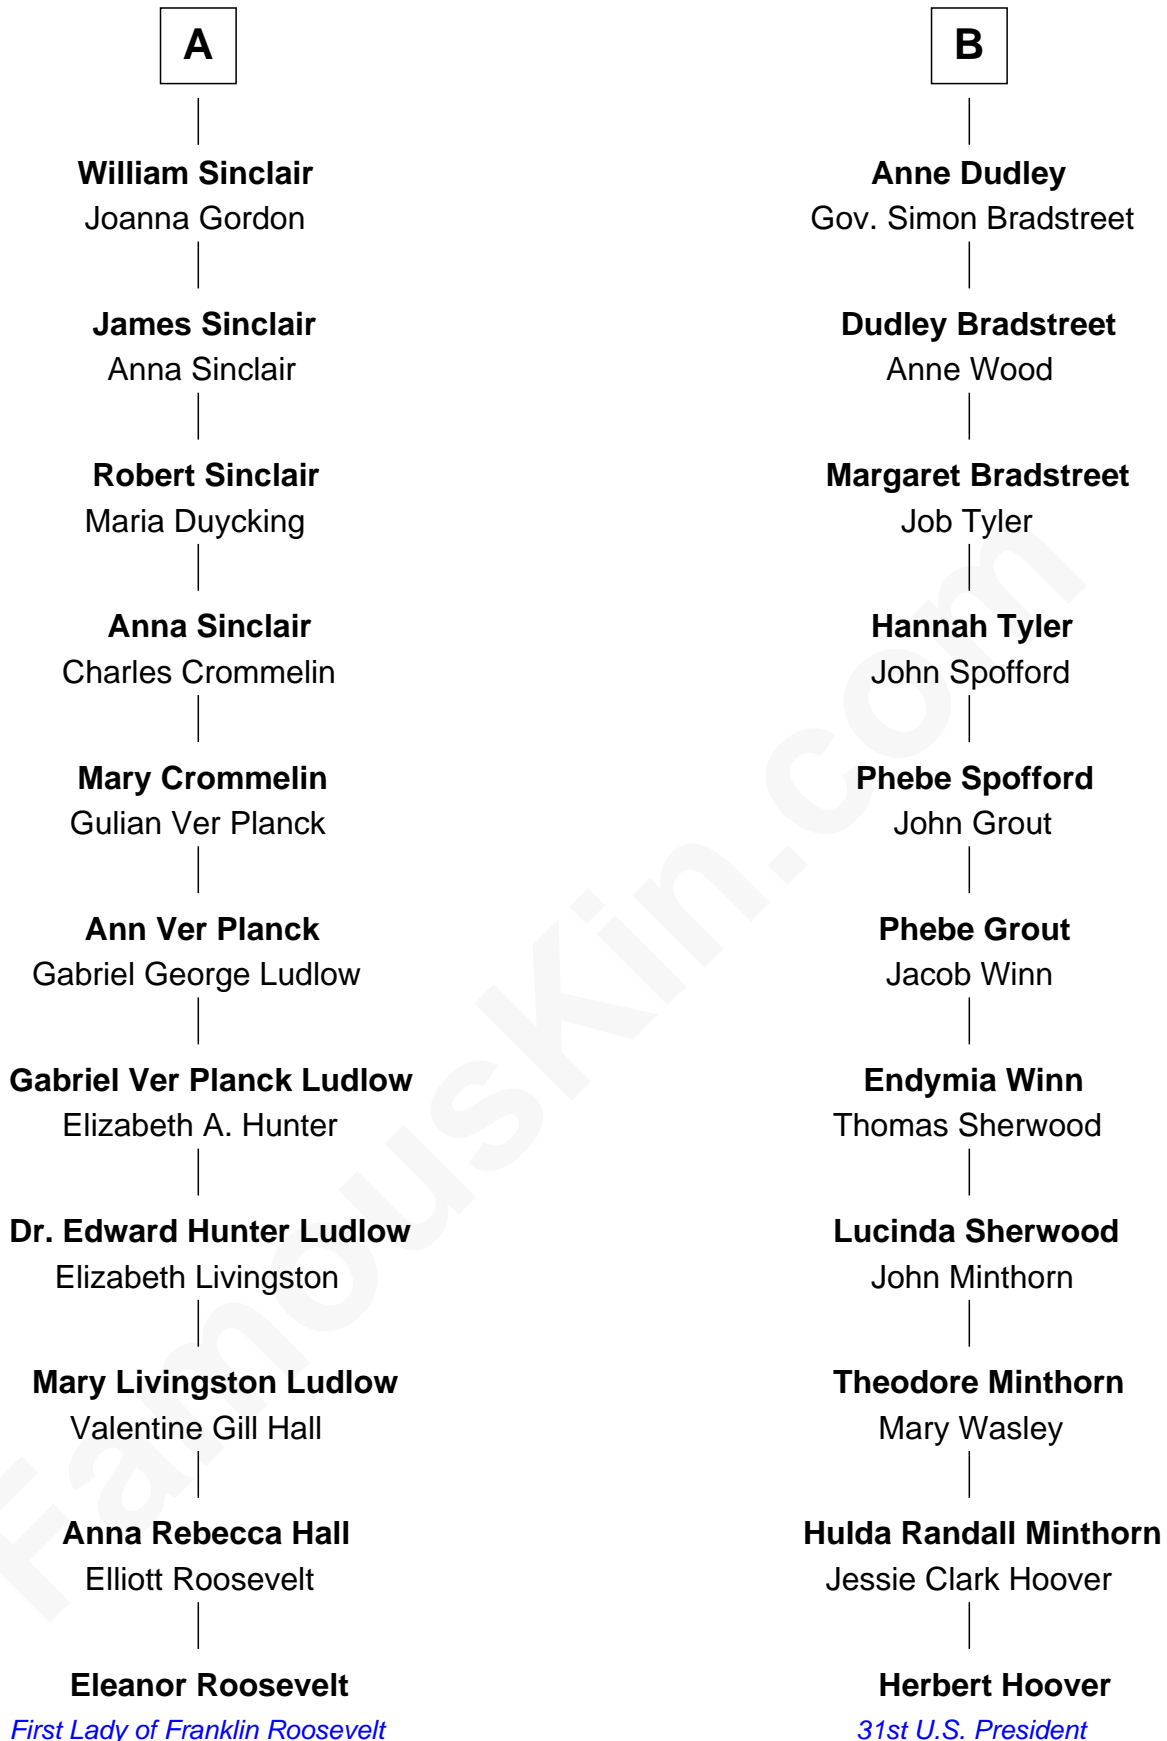 A
William Sinclair
Joanna Gordon
James Sinclair
Anna Sinclair
Robert Sinclair
Maria Duycking
Anna Sinclair
Charles Crommelin
Mary Crommelin
Gulian Ver Planck
Ann Ver Planck
Gabriel George Ludlow
Gabriel Ver Planck Ludlow
Elizabeth A. Hunter
Dr. Edward Hunter Ludlow
Elizabeth Livingston
Mary Livingston Ludlow
Valentine Gill Hall
Anna Rebecca Hall
Elliott Roosevelt
Eleanor Roosevelt
First Lady of Franklin Roosevelt
B
Anne Dudley
Gov. Simon Bradstreet
Dudley Bradstreet
Anne Wood
Margaret Bradstreet
Job Tyler
Hannah Tyler
John Spofford
Phebe Spofford
John Grout
Phebe Grout
Jacob Winn
Endymia Winn
Thomas Sherwood
Lucinda Sherwood
John Minthorn
Theodore Minthorn
Mary Wasley
Hulda Randall Minthorn
Jessie Clark Hoover
Herbert Hoover
31st U.S. President
FamousKin.com